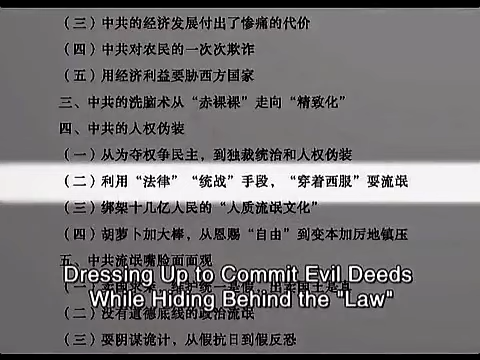 （三）中共的经济发展付出了惨痛的代价
（四）中共对农民的一次次欺诈
（五）用经济利益要胁西方国家
三、中共的洗脑术从“赤裸裸”走向“精致化”
四、中共的人权伪装
（一）从为夺权争民主，到独裁统治和人权伪装
（二）利用“法律”“统战”手段，“穿着西服”耍流氓
（三）绑架十几亿人民的“人质流氓文化”
（四）胡萝卜加大棒，从恩赐“自由”到变本加厉地镇压
五、中共流氓嘴脸面面观
Dressing Up to Commit Evil Deeds
While Hiding Behind the "Law"
（二）没有道德底线的政治流氓
（三）耍阴谋诡计，从假抗日到假反恐